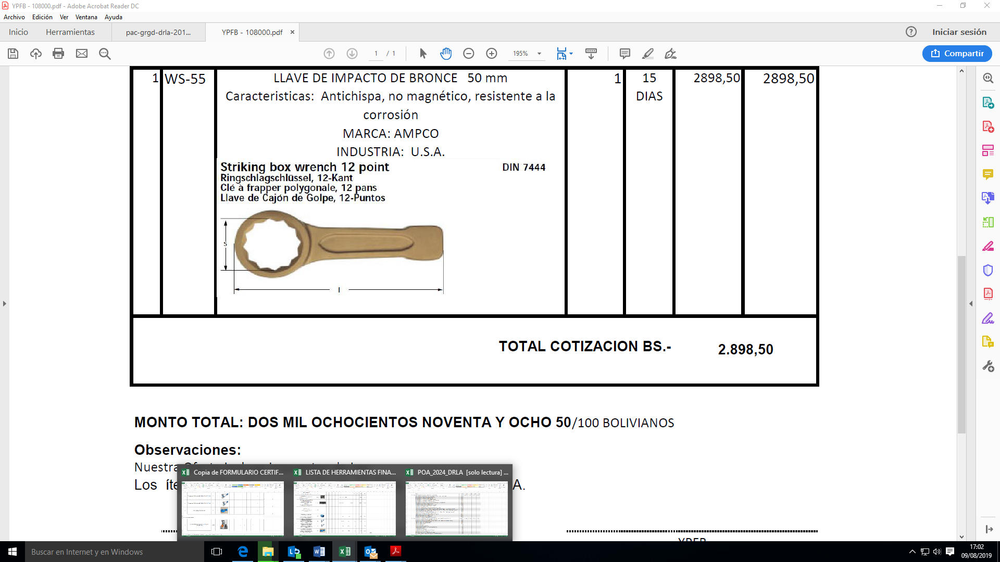 YPFB - 108000.pdf - Adobe Acrobat Reader DC
Archivo Edición Ver Ventana Ayuda
Inicio Herramientas pac-grgd-drla-201... YPFB - 108000.pdf × Iniciar sesión
1 / 1 195% Compartir
1 WS-55 LLAVE DE IMPACTO DE BRONCE 50 mm 1 15 2898,50 2898,50
Caracteristicas: Antichispa, no magnético, resistente a la DIAS
corrosión
MARCA: AMPCO
INDUSTRIA: U.S.A.
Striking box wrench 12 point DIN 7444
Ringschlagschlüssel, 12-Kant
Clé à frapper polygonale, 12 pans
Llave de Cajón de Golpe, 12-Puntos
s
l
TOTAL COTIZACION BS.- 2.898,50
MONTO TOTAL: DOS MIL OCHOCIENTOS NOVENTA Y OCHO 50/100 BOLIVIANOS
Observaciones:
Nuestra
Copia de FORMULARIO CERTIF... LISTA DE HERRAMIENTAS FINA... POA_2024_DRLA [solo lectura] ...
Los A.
YPFB
Buscar en Internet y en Windows
17:02
09/08/2019